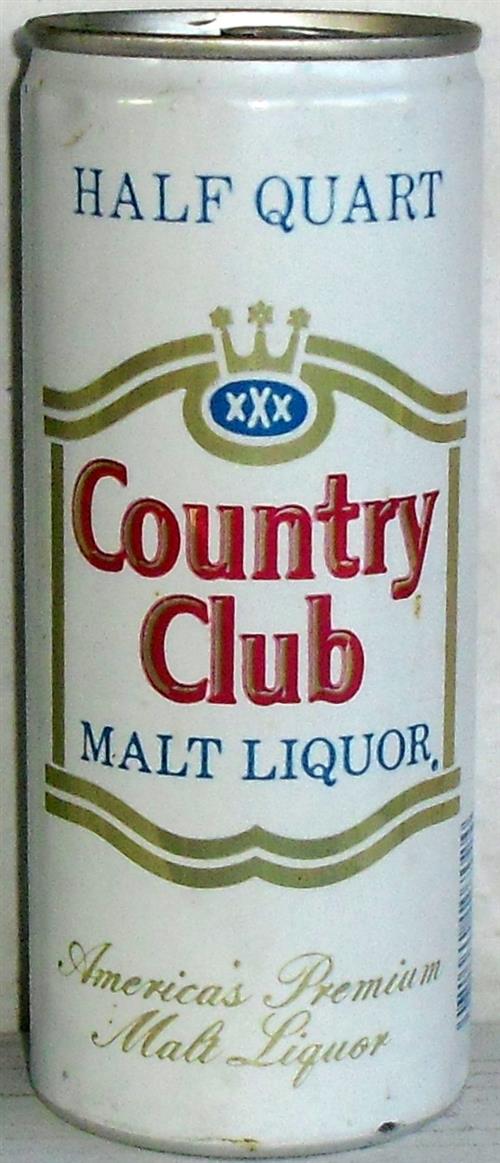 HALF QUART
xXx
Country
Club
MALT LIQUOR.
America's Premium
Malt Liquor